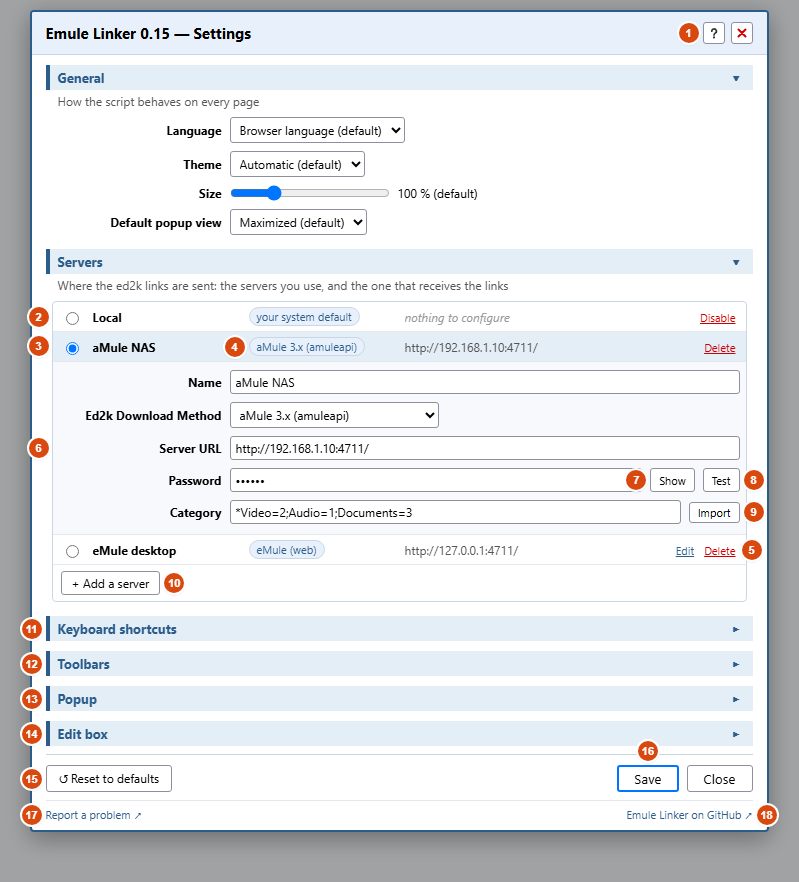 Emule Linker 0.15 — Settings 1 ? ×
General ▼
How the script behaves on every page
Language Browser language (default)
Theme Automatic (default)
Size 100 % (default)
Default popup view Maximized (default)
Servers ▼
Where the ed2k links are sent: the servers you use, and the one that receives the links
2 Local your system default nothing to configure Disable
3 aMule NAS 4 aMule 3.x (amuleapi) http://192.168.1.10:4711/ Delete
Name aMule NAS
Ed2k Download Method aMule 3.x (amuleapi)
6 Server URL http://192.168.1.10:4711/
Password •••••• 7 Show Test 8
Category *Video=2;Audio=1;Documents=3 Import 9
eMule desktop eMule (web) http://127.0.0.1:4711/ Edit Delete 5
+ Add a server 10
11 Keyboard shortcuts ►
12 Toolbars ►
13 Popup ►
14 Edit box ►
16
15 ↺ Reset to defaults Save Close
17 Report a problem ↗ Emule Linker on GitHub ↗ 18